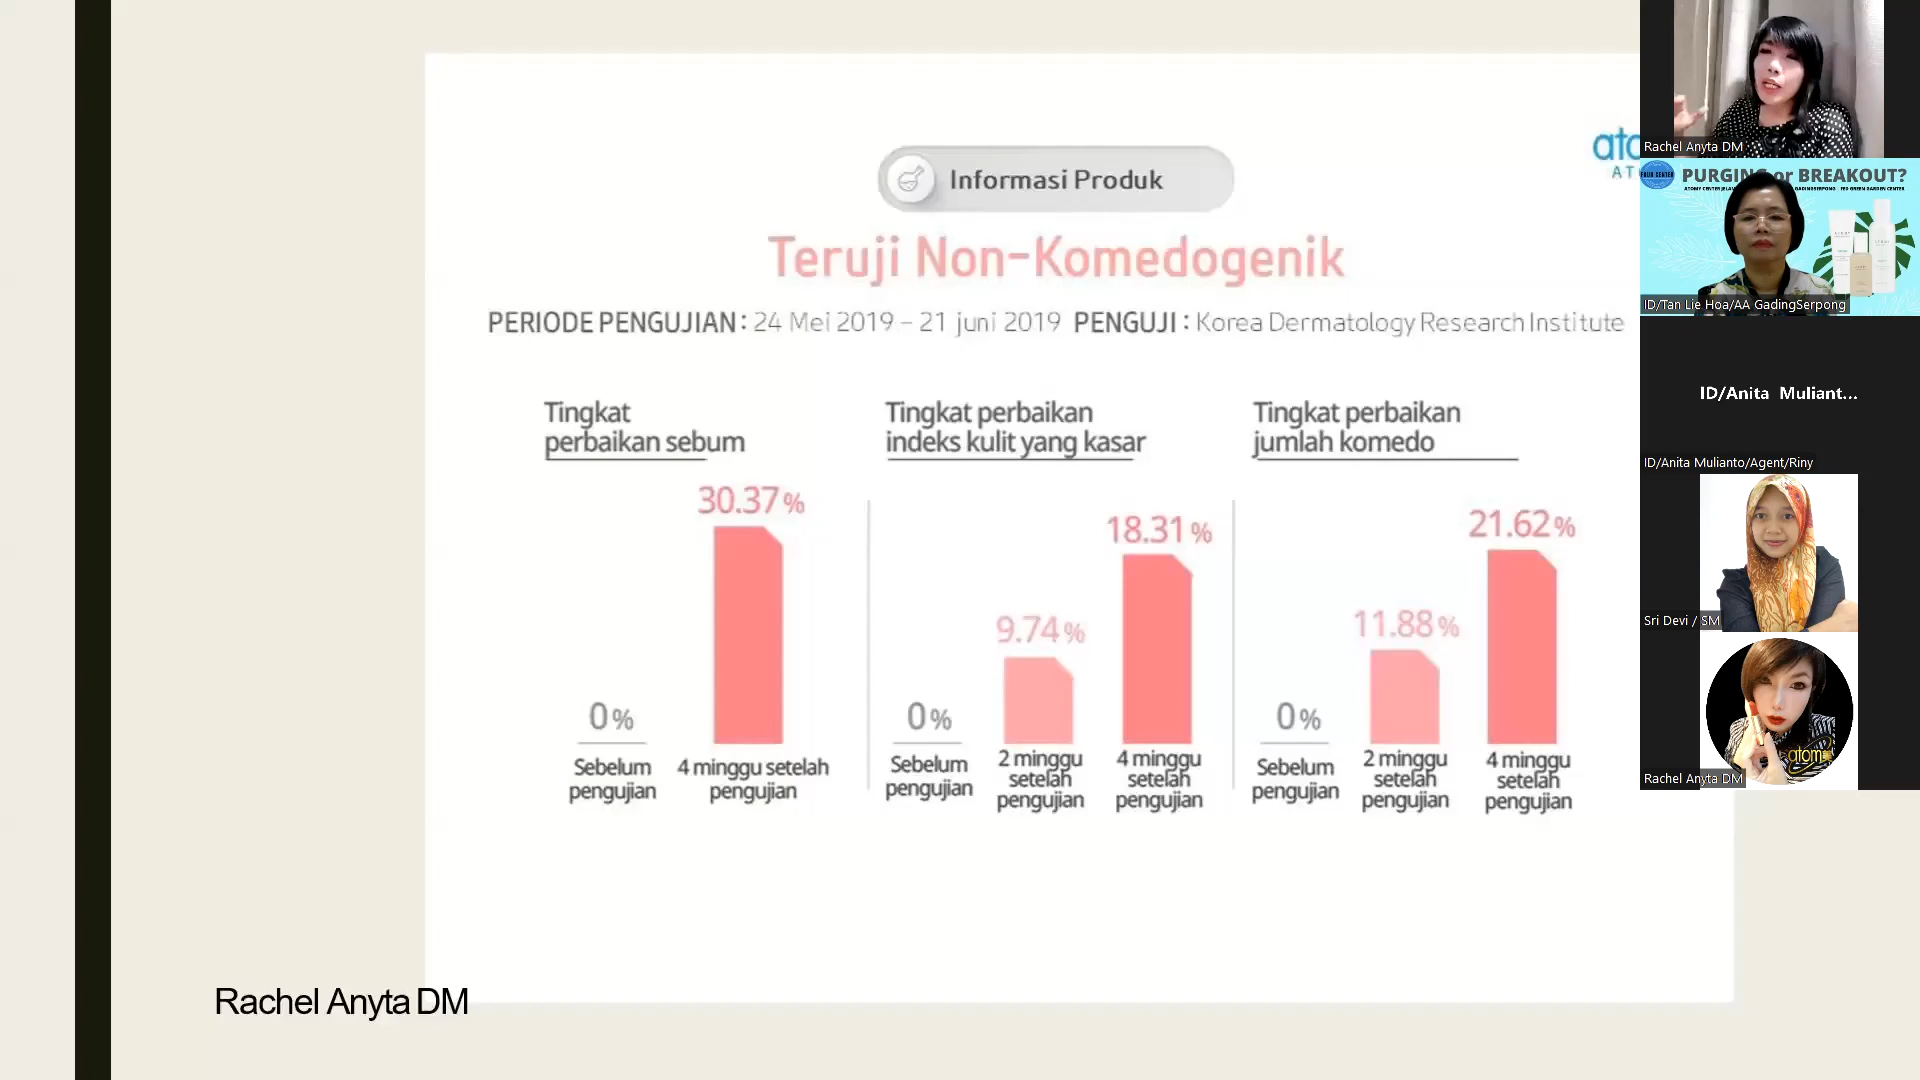 Informasi Produk
Teruji Non-Komedogenik
PERIODE PENGUJIAN : 24 Mei 2019 – 21 juni 2019 PENGUJI : Korea Dermatology Research Institute
Tingkat
perbaikan sebum
30.37%
0%
Sebelum
pengujian
4 minggu setelah
pengujian
Tingkat perbaikan
indeks kulit yang kasar
18.31%
9.74%
0%
Sebelum
pengujian
2 minggu
setelah
pengujian
4 minggu
setelah
pengujian
Tingkat perbaikan
jumlah komedo
21.62%
11.88%
0%
Sebelum
pengujian
2 minggu
setelah
pengujian
4 minggu
setelah
pengujian
Rachel Anyta DM
Rachel Anyta DM
PURGING or BREAKOUT?
ID/Tan Lie Hoa/AA GadingSerpong
ID/Anita Muliant...
ID/Anita Mulianto/Agent/Riny
Sri Devi / SM
Rachel Anyta DM